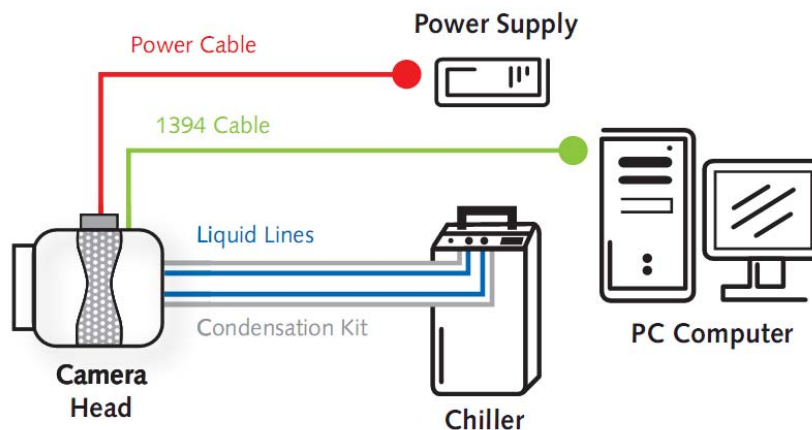 Power Supply
Power Cable
1394 Cable
Liquid Lines
Condensation Kit
PC Computer
Camera
Head
Chiller